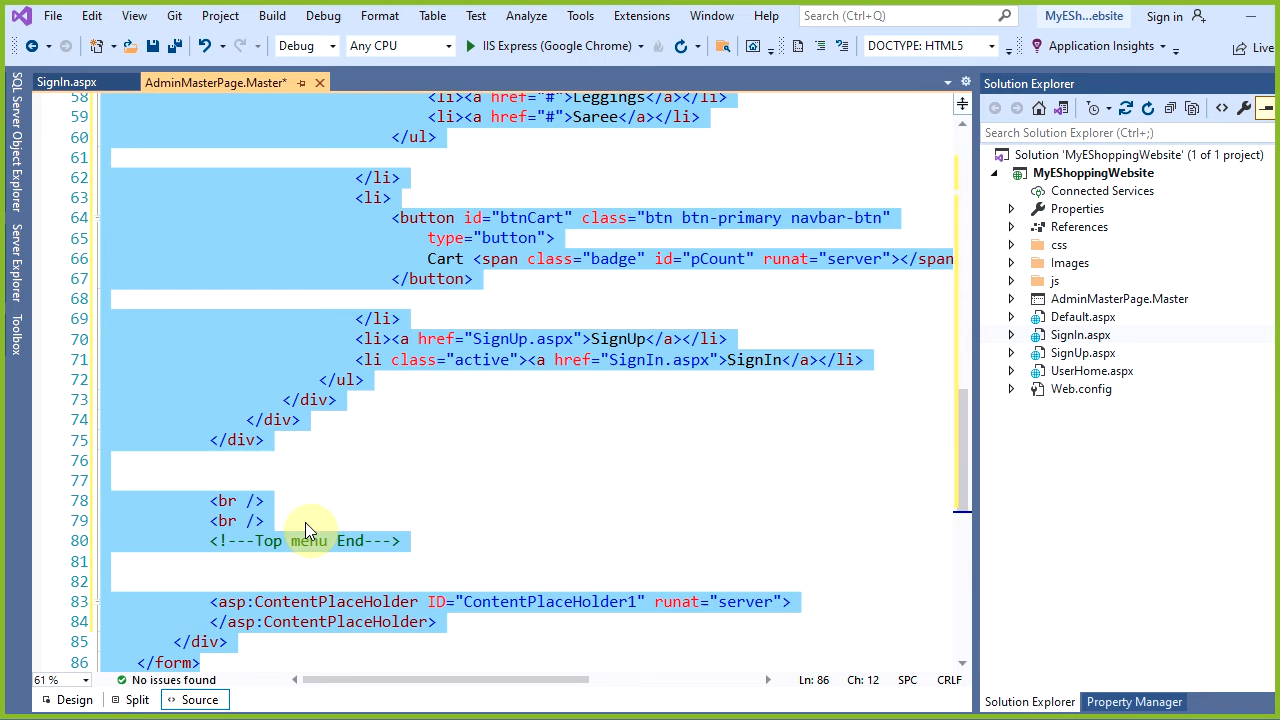 File Edit View Git Project Build Debug Format Table Test Analyze Tools Extensions Window Help Search (Ctrl+Q) MyESh...ebsite Sign in
Debug Any CPU IIS Express (Google Chrome) DOCTYPE: HTML5 Application Insights Live
SignIn.aspx AdminMasterPage.Master*
58 <li><a href="#">Leggings</a></li>
59 <li><a href="#">Saree</a></li>
60 </ul>
61
62 </li>
63 <li>
64 <button id="btnCart" class="btn btn-primary navbar-btn"
65 type="button">
66 Cart <span class="badge" id="pCount" runat="server"></span
67 </button>
68
69 </li>
70 <li><a href="SignUp.aspx">SignUp</a></li>
71 <li class="active"><a href="SignIn.aspx">SignIn</a></li>
72 </ul>
73 </div>
74 </div>
75 </div>
76
77
78 <br />
79 <br />
80 <!---Top menu End--->
81
82
83 <asp:ContentPlaceHolder ID="ContentPlaceHolder1" runat="server">
84 </asp:ContentPlaceHolder>
85 </div>
86 </form>
61 % No issues found Ln: 86 Ch: 12 SPC CRLF
Design Split Source
SQL Server Object Explorer
Server Explorer
Toolbox
Solution Explorer
Search Solution Explorer (Ctrl+;)
Solution 'MyEShoppingWebsite' (1 of 1 project)
MyEShoppingWebsite
Connected Services
Properties
References
css
Images
js
AdminMasterPage.Master
Default.aspx
SignIn.aspx
SignUp.aspx
UserHome.aspx
Web.config
Solution Explorer Property Manager